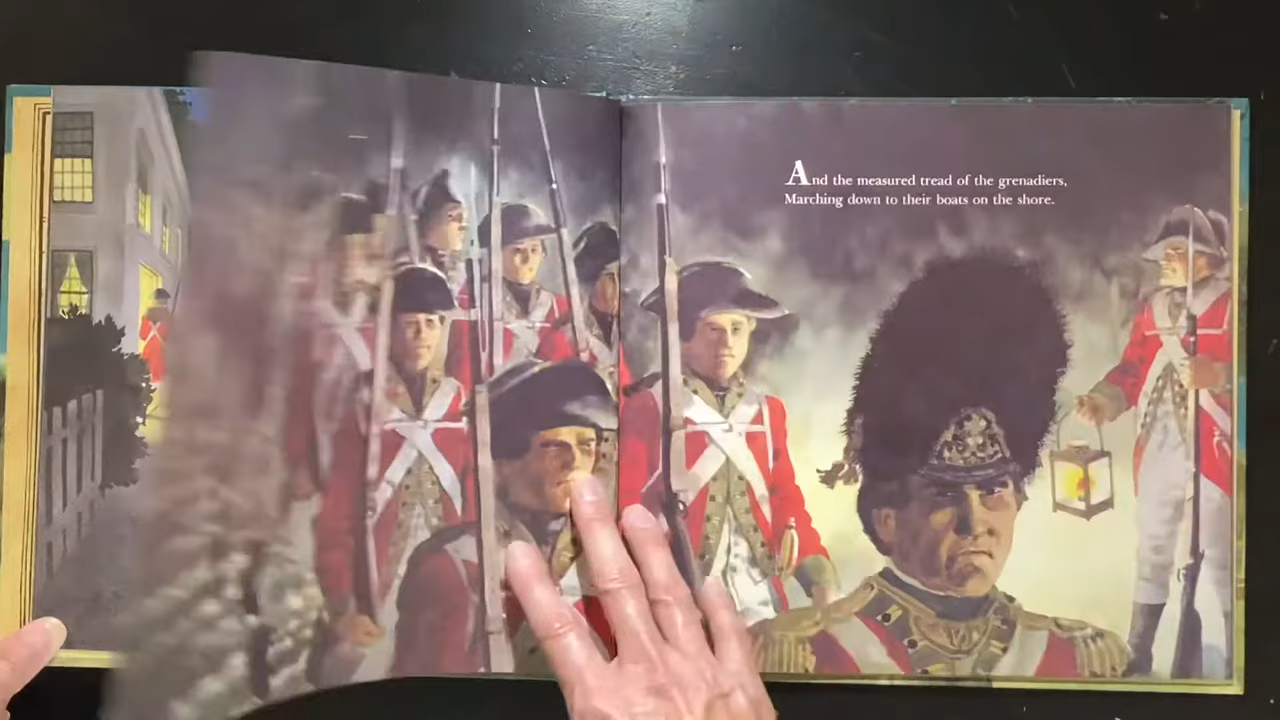 And the measured tread of the grenadiers,
Marching down to their boats on the shore.